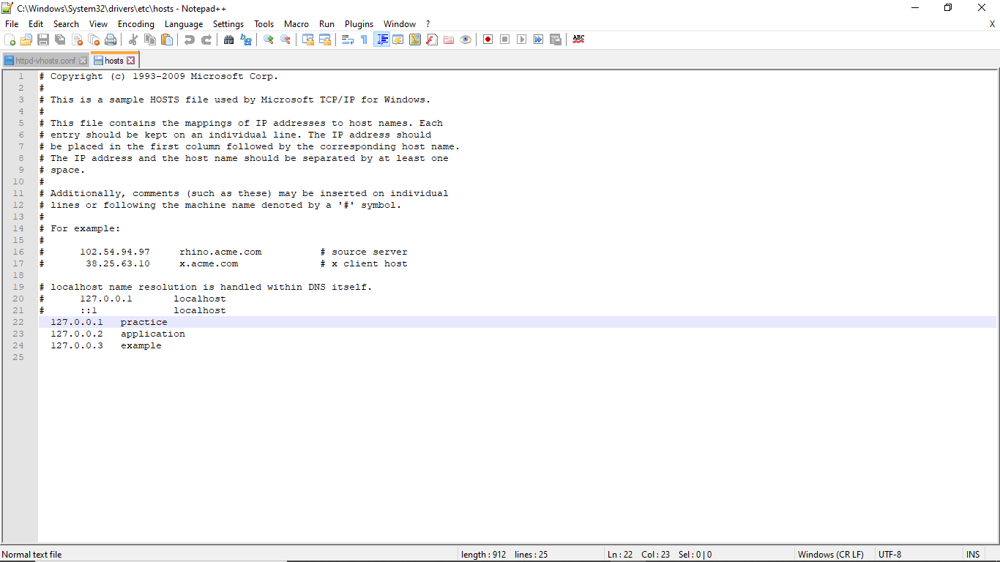 C:\Windows\System32\drivers\etc\hosts - Notepad++
File Edit Search View Encoding Language Settings Tools Macro Run Plugins Window ? X
ABC
httpd-vhosts.conf hosts
1 # Copyright (c) 1993-2009 Microsoft Corp.
2 #
3 # This is a sample HOSTS file used by Microsoft TCP/IP for Windows.
4 #
5 # This file contains the mappings of IP addresses to host names. Each
6 # entry should be kept on an individual line. The IP address should
7 # be placed in the first column followed by the corresponding host name.
8 # The IP address and the host name should be separated by at least one
9 # space.
10 #
11 # Additionally, comments (such as these) may be inserted on individual
12 # lines or following the machine name denoted by a '#' symbol.
13 #
14 # For example:
15 #
16 # 102.54.94.97 rhino.acme.com # source server
17 # 38.25.63.10 x.acme.com # x client host
18
19 # localhost name resolution is handled within DNS itself.
20 # 127.0.0.1 localhost
21 # ::1 localhost
22 127.0.0.1 practice
23 127.0.0.2 application
24 127.0.0.3 example
25
Normal text file length : 912 lines : 25 Ln : 22 Col : 23 Sel : 0 | 0 Windows (CR LF) UTF-8 INS